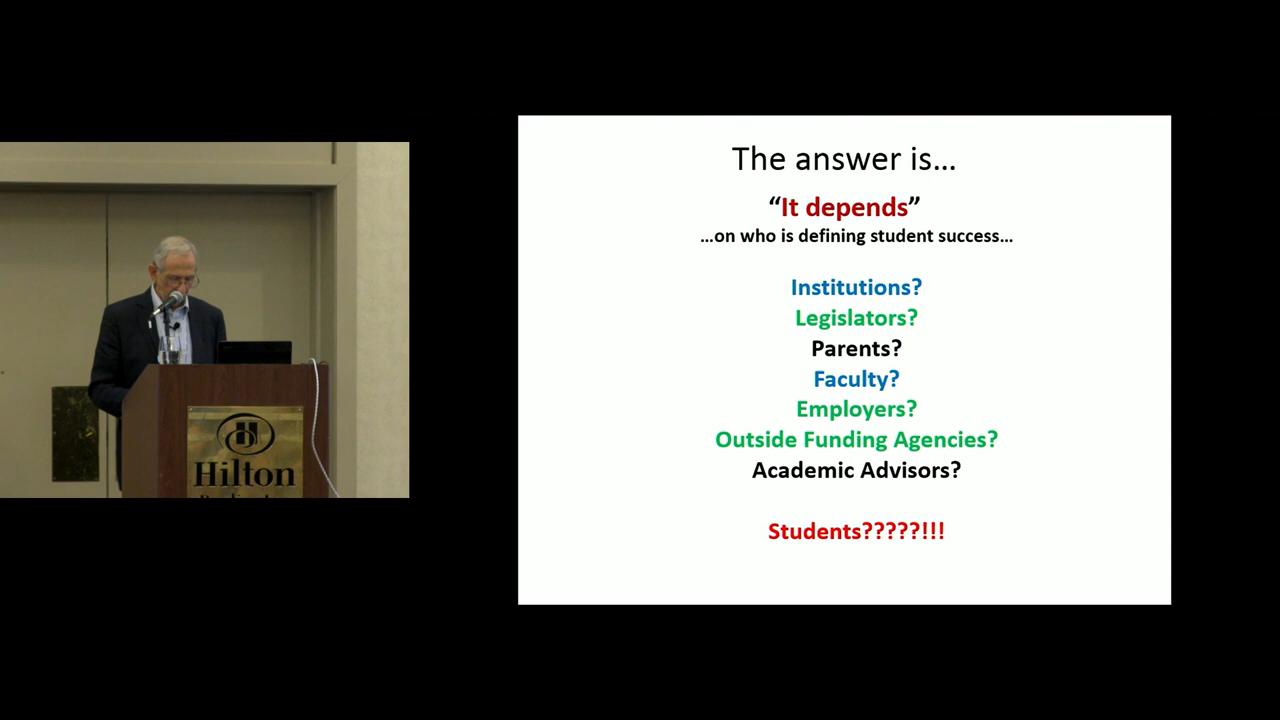 The answer is…
“It depends”
…on who is defining student success…
Institutions?
Legislators?
Parents?
Faculty?
Employers?
Outside Funding Agencies?
Academic Advisors?
Students?????!!!
Hilton